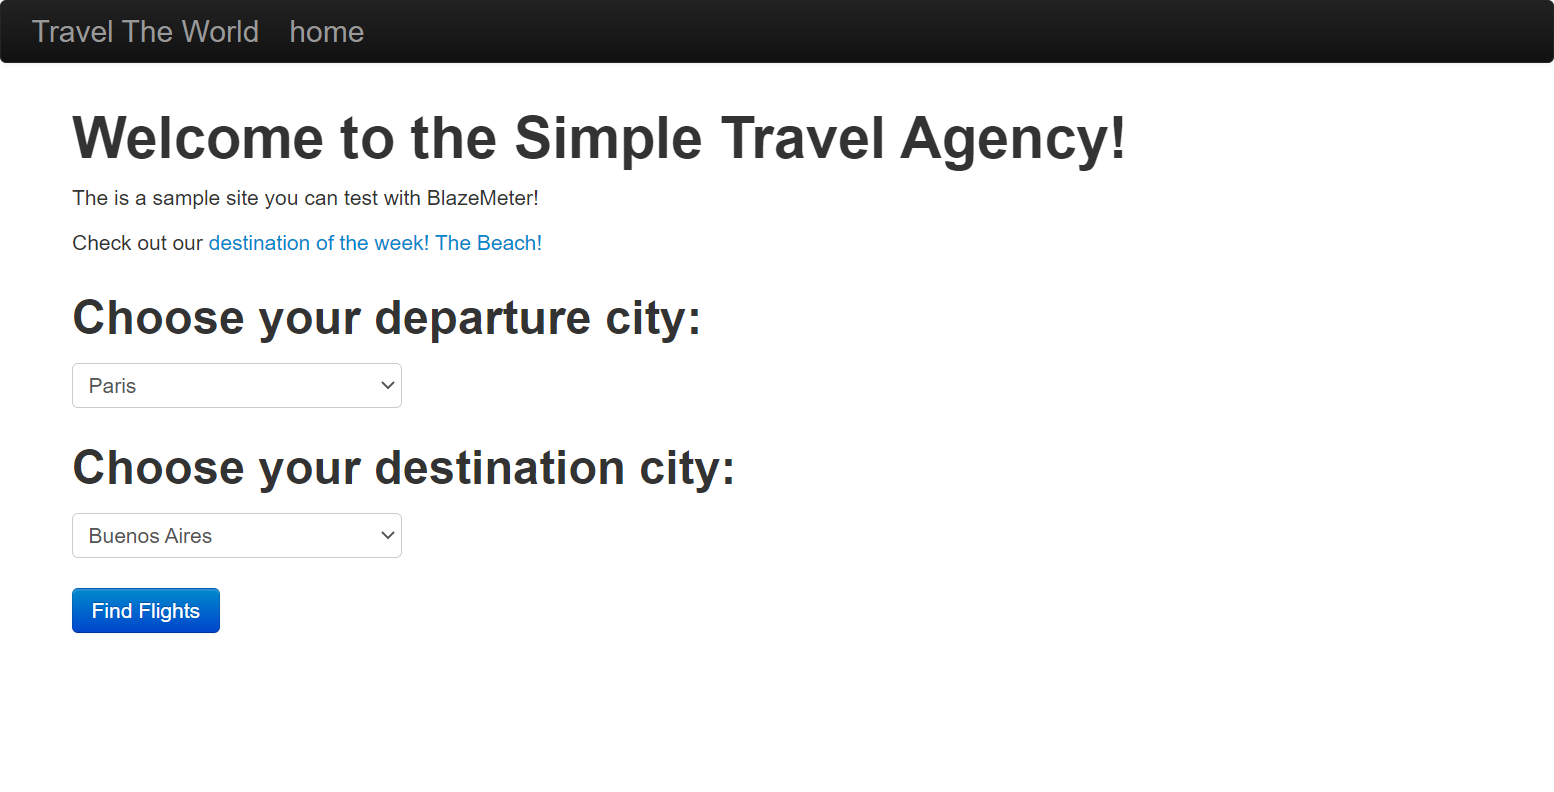 Travel The World home
Welcome to the Simple Travel Agency!
The is a sample site you can test with BlazeMeter!
Check out our destination of the week! The Beach!
Choose your departure city:
Paris
Choose your destination city:
Buenos Aires
Find Flights